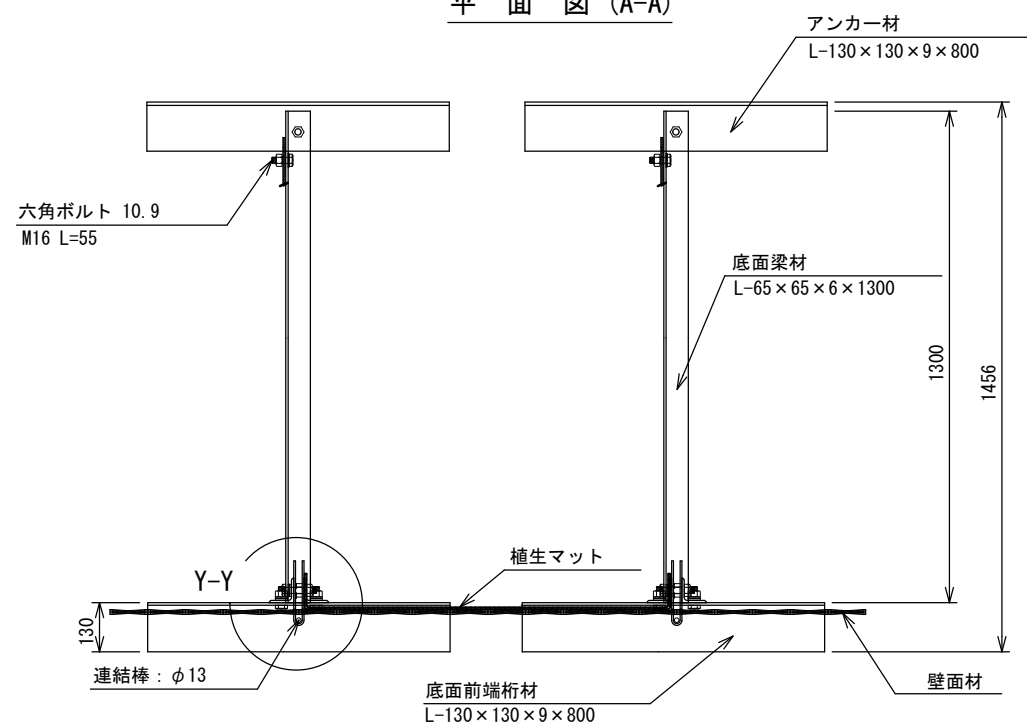 平 面 図 (A-A)
アンカー材
L-130×130×9×800
六角ボルト 10.9
M16 L=55
底面梁材
L-65×65×6×1300
1300
1456
植生マット
Y-Y
130
連結棒：φ13
底面前端桁材
L-130×130×9×800
壁面材